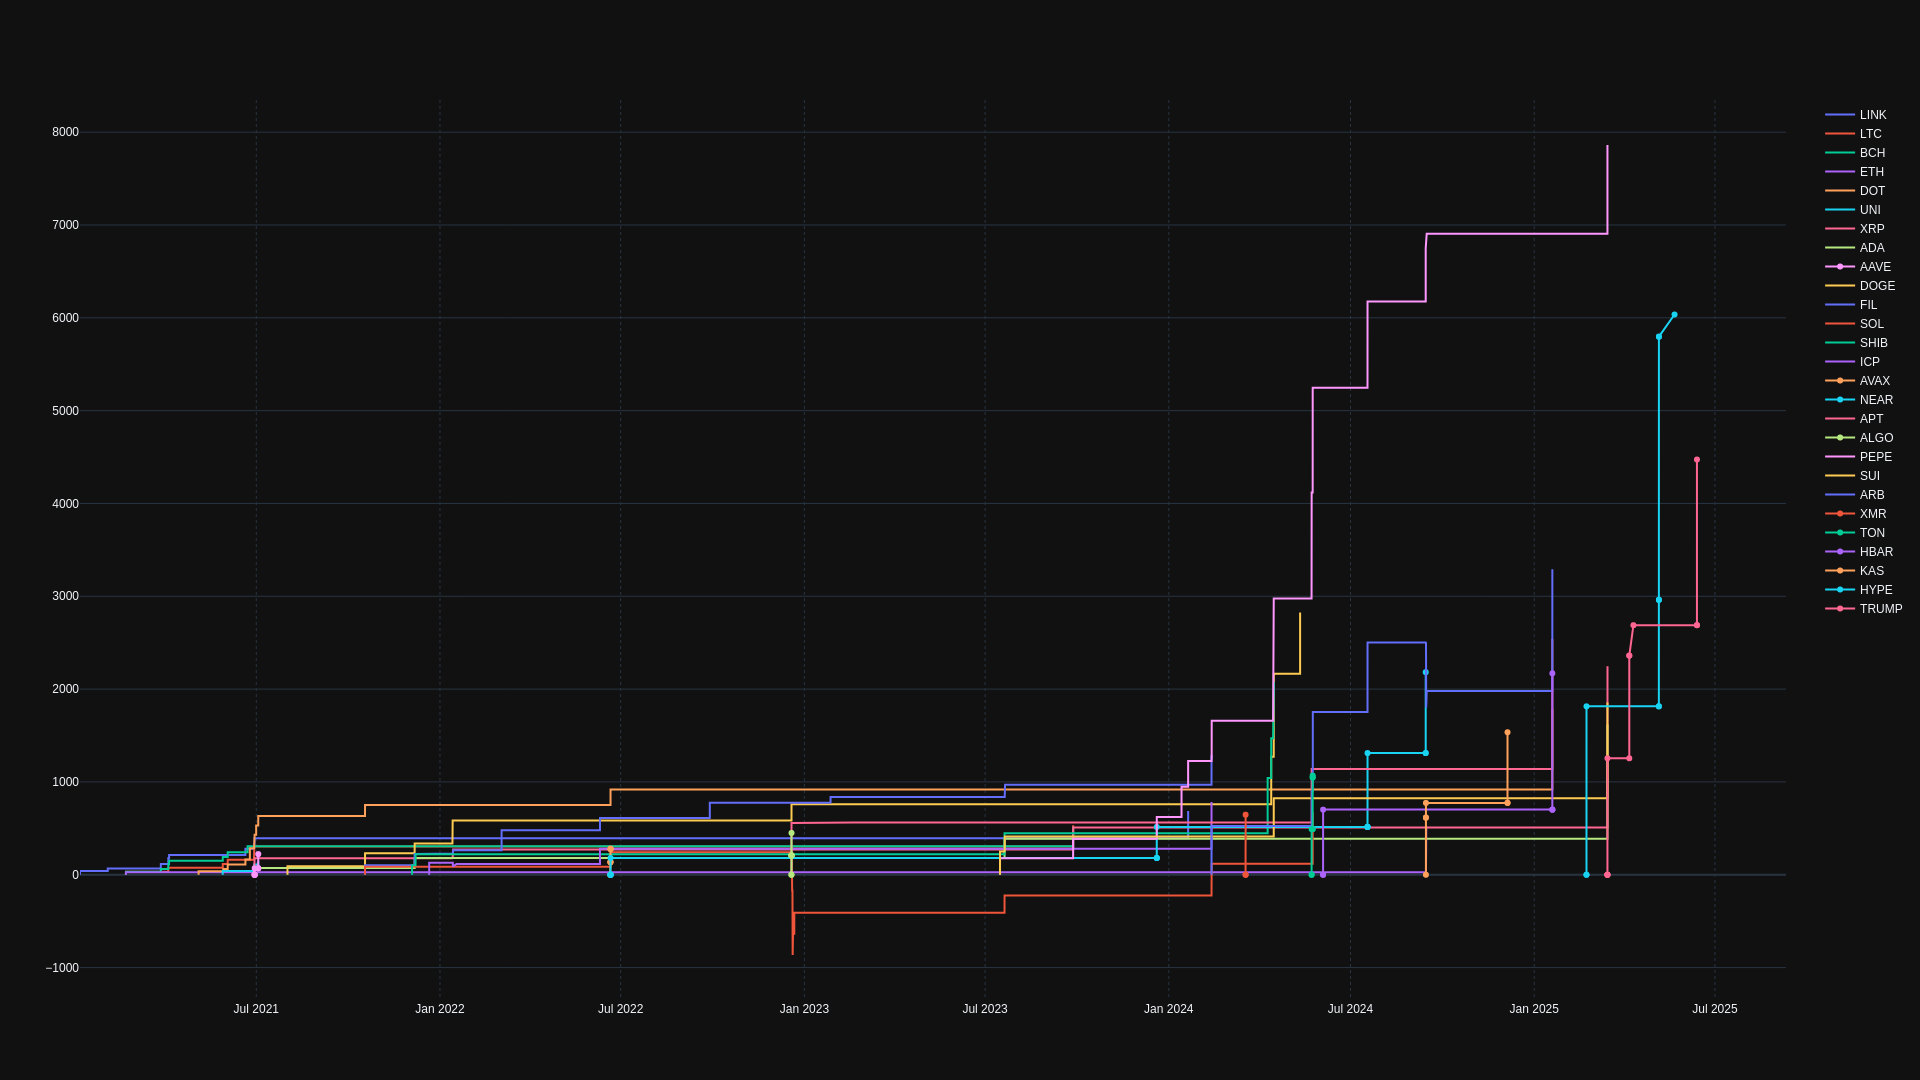 8000
7000
6000
5000
4000
3000
2000
1000
0
−1000
Jul 2021
Jan 2022
Jul 2022
Jan 2023
Jul 2023
Jan 2024
Jul 2024
Jan 2025
Jul 2025
LINK
LTC
BCH
ETH
DOT
UNI
XRP
ADA
AAVE
DOGE
FIL
SOL
SHIB
ICP
AVAX
NEAR
APT
ALGO
PEPE
SUI
ARB
XMR
TON
HBAR
KAS
HYPE
TRUMP